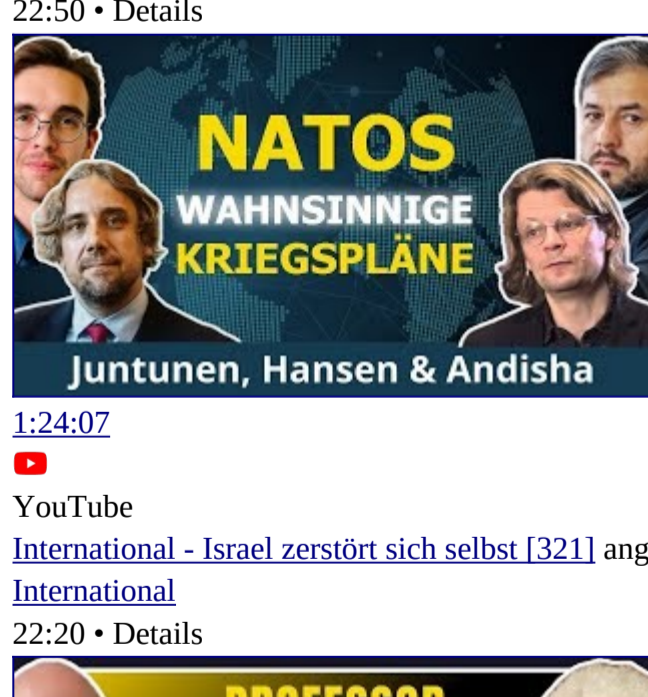 22:50 • Details
NATOS
WAHNSINNIGE
KRIEGSPLÄNE
Juntunen, Hansen & Andisha
1:24:07
YouTube
International - Israel zerstört sich selbst [321] ang
International
22:20 • Details
PROFESSOR